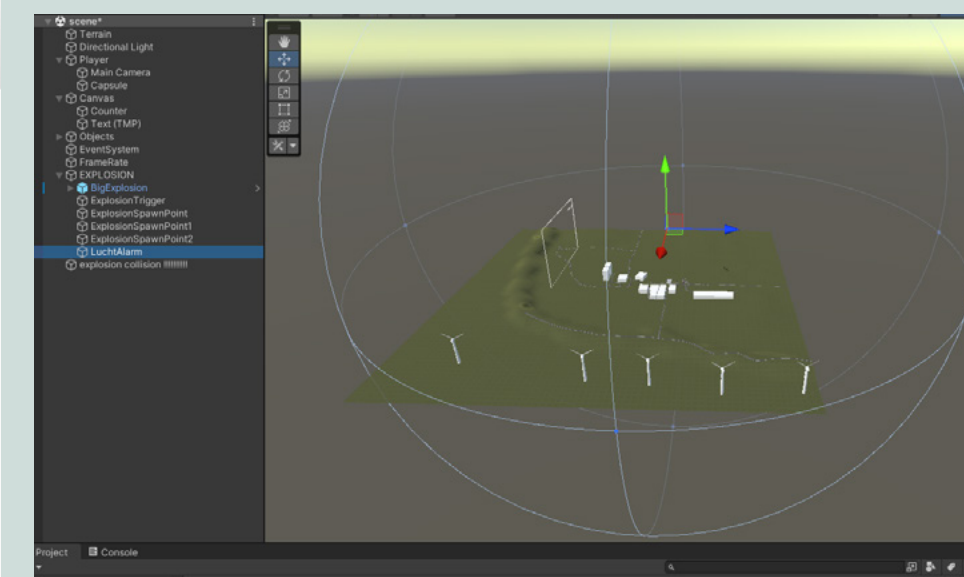 scene*
Terrain
Directional Light
Player
Main Camera
Capsule
Canvas
Counter
Text (TMP)
Objects
EventSystem
FrameRate
EXPLOSION
BigExplosion
ExplosionTrigger
ExplosionSpawnPoint
ExplosionSpawnPoint1
ExplosionSpawnPoint2
LuchtAlarm
explosion collision !!!!!!!!!!
Project Console